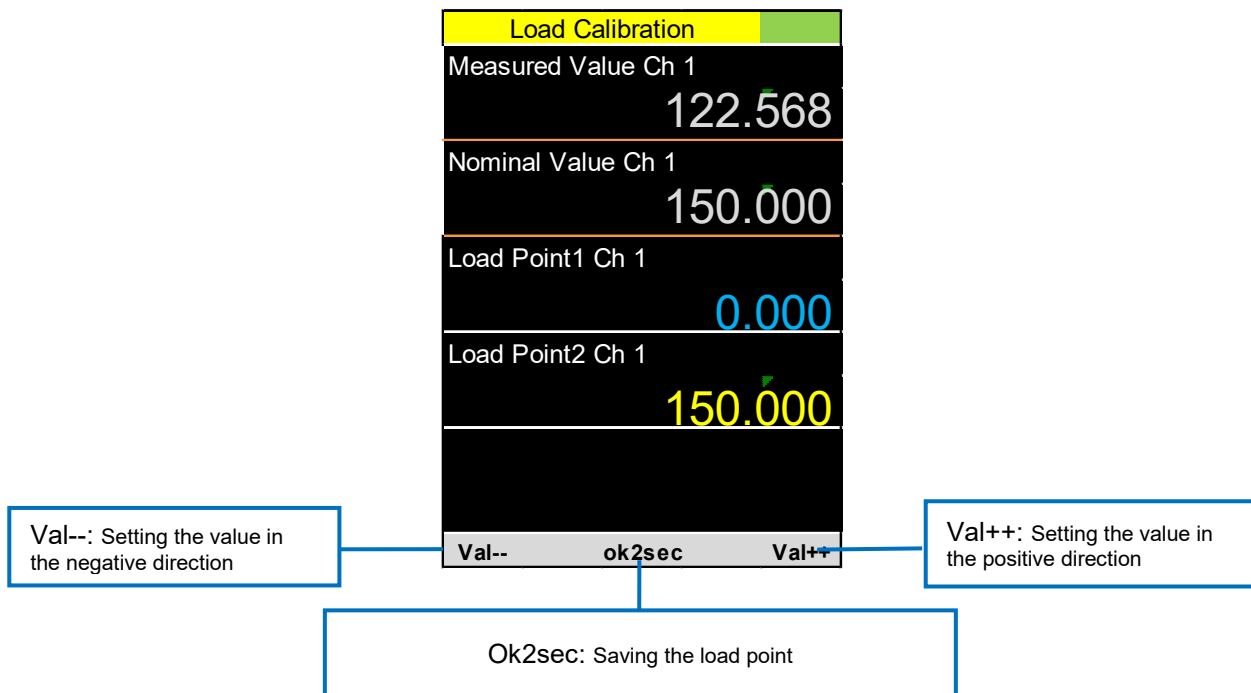 Load Calibration
Measured Value Ch 1
122.568
Nominal Value Ch 1
150.000
Load Point1 Ch 1
0.000
Load Point2 Ch 1
150.000
Val-- ok2sec Val++
Val--: Setting the value in
the negative direction
Val++: Setting the value in
the positive direction
Ok2sec: Saving the load point